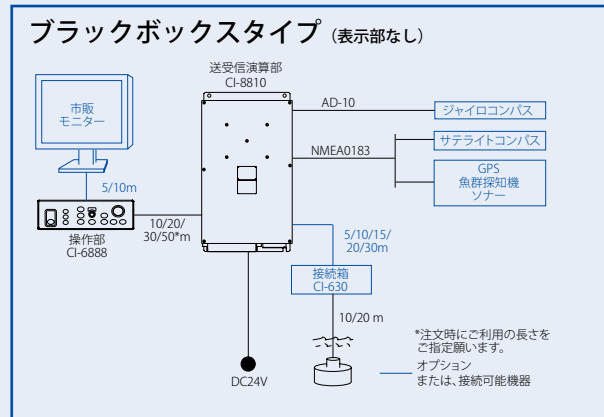 ブラックボックスタイプ（表示部なし）
送受信演算部
CI-8810
市販
モニター
AD-10
ジャイロコンパス
NMEA0183
サテライトコンパス
GPS
魚群探知機
ソナー
5/10m
操作部
CI-6888
10/20/
30/50*m
5/10/15/
20/30m
接続箱
CI-630
10/20 m
DC24V
*注文時にご利用の長さを
ご指定願います。
オプション
または、接続可能機器